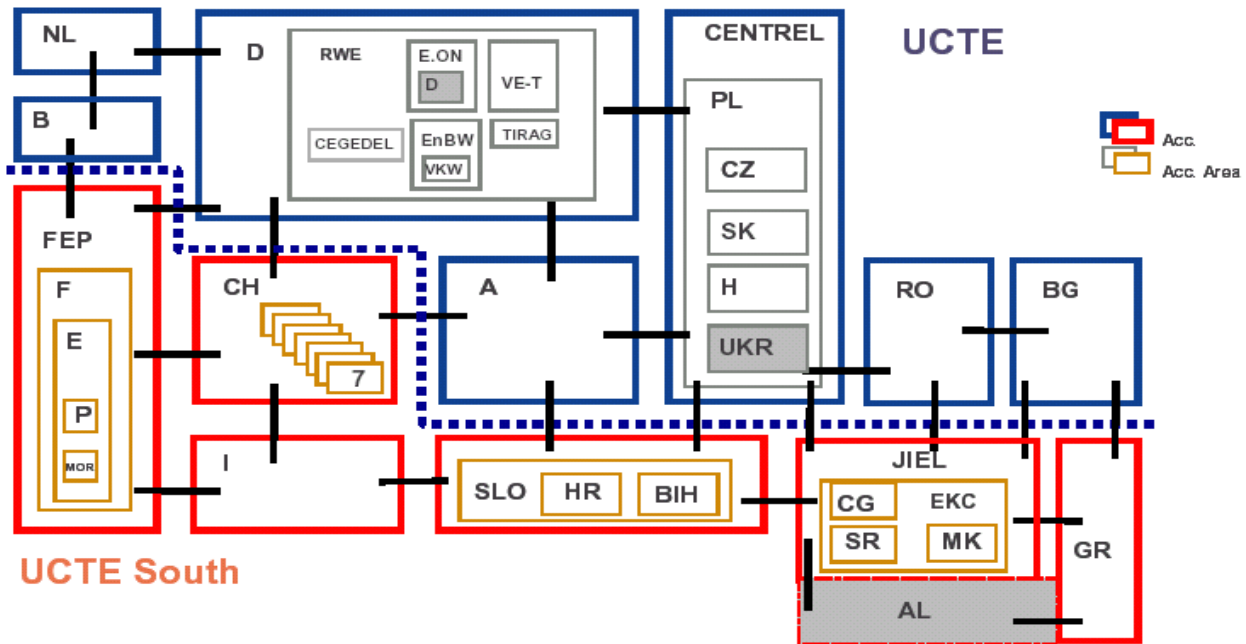 NL
D
RWE
E.ON
D
VE-T
CENTREL
UCTE
PL
B
CEGEDEL
EnBW
VKW
TIRAG
Acc.
Acc. Area
CZ
SK
H
UKR
FEP
F
E
P
MOR
CH
7
A
RO
BG
I
SLO
HR
BIH
JIEL
CG
EKC
SR
MK
GR
UCTE South
AL